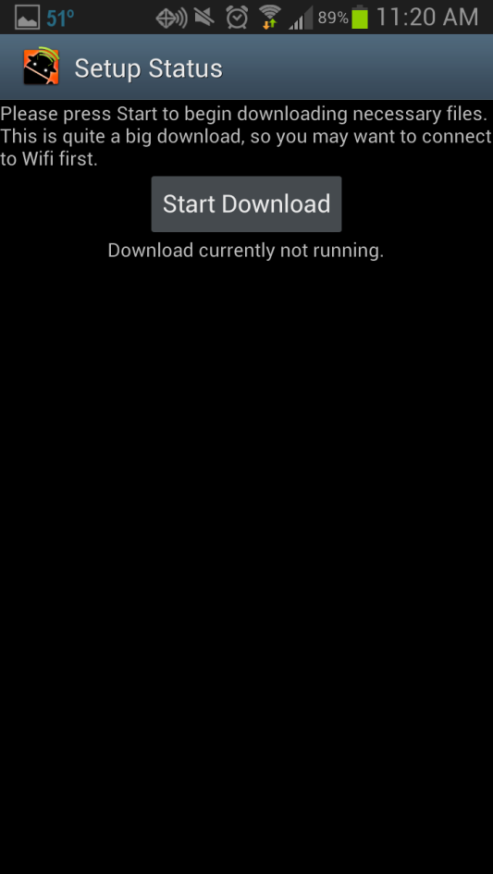 51° 89% 11:20 AM
Setup Status
Please press Start to begin downloading necessary files.
This is quite a big download, so you may want to connect
to Wifi first.
Start Download
Download currently not running.